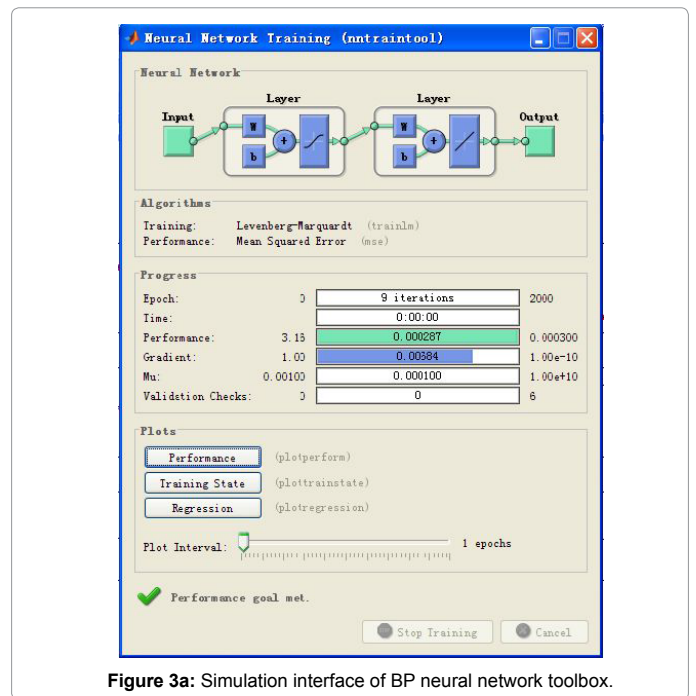 Neural Network Training (nntraintool)
Neural Network
Layer Layer
Input Output
W W
+ +
b b
Algorithms
Training: Levenberg-Marquardt (trainlm)
Performance: Mean Squared Error (mse)
Progress
Epoch: 0 9 iterations 2000
Time: 0:00:00
Performance: 3.16 0.000287 0.000300
Gradient: 1.00 0.00684 1.00e-10
Mu: 0.00100 0.000100 1.00e+10
Validation Checks: 0 0 6
Plots
Performance (plotperform)
Training State (plottrainstate)
Regression (plotregression)
Plot Interval: 1 epochs
Performance goal met.
Stop Training Cancel
Figure 3a: Simulation interface of BP neural network toolbox.